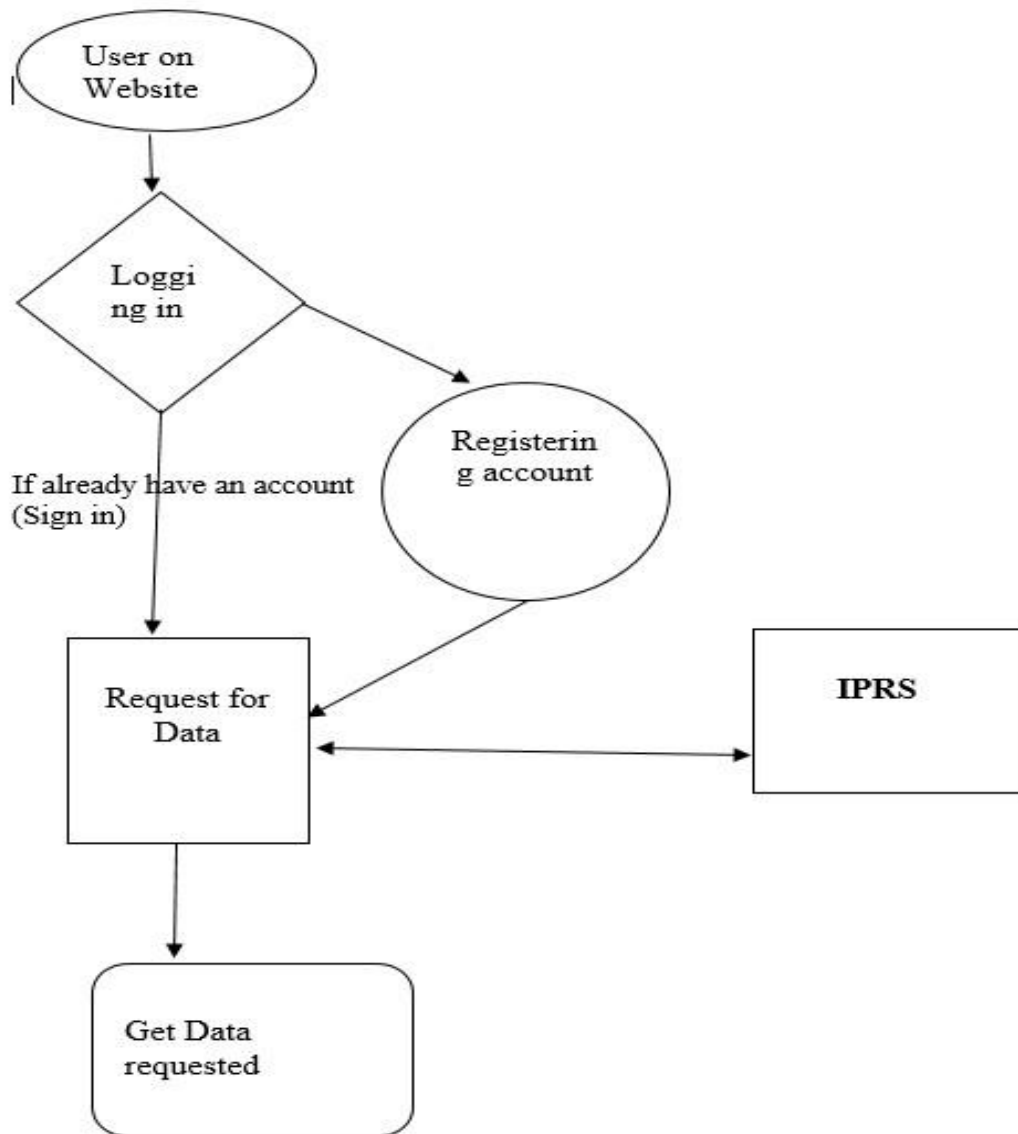 User on
Website
Loggi
ng in
Registerin
g account
If already have an account
(Sign in)
Request for
Data
IPRS
Get Data
requested